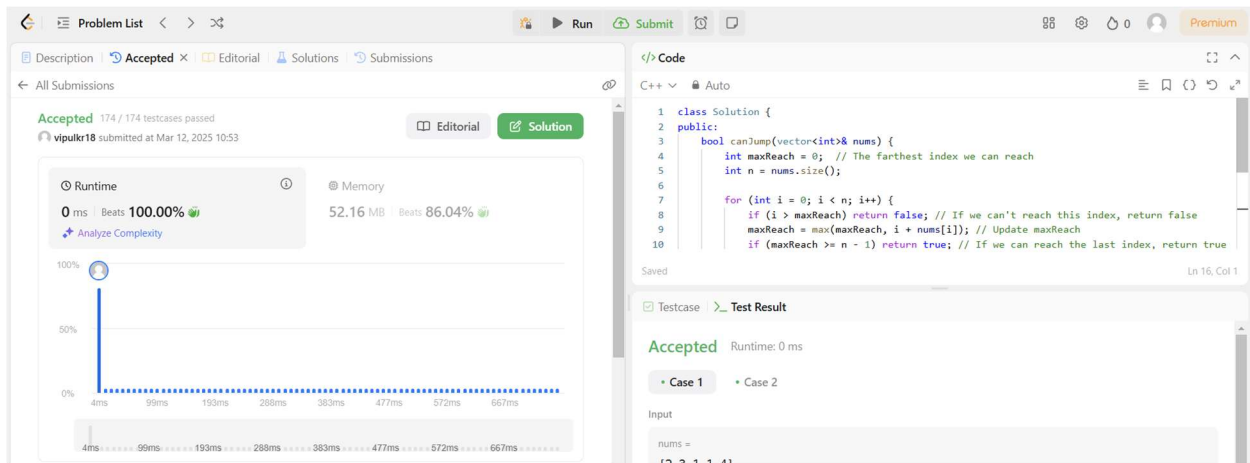 Problem List
Run
Submit
0
Premium
Description
Accepted
Editorial
Solutions
Submissions
All Submissions
Accepted 174 / 174 testcases passed
vipulkr18 submitted at Mar 12, 2025 10:53
Editorial
Solution
Runtime
0 ms Beats 100.00%
Analyze Complexity
Memory
52.16 MB Beats 86.04%
100%
50%
0%
4ms 99ms 193ms 288ms 383ms 477ms 572ms 667ms
4ms 99ms 193ms 288ms 383ms 477ms 572ms 667ms
</> Code
C++ Auto
1 class Solution {
2 public:
3 bool canJump(vector<int>& nums) {
4 int maxReach = 0; // The farthest index we can reach
5 int n = nums.size();
6
7 for (int i = 0; i < n; i++) {
8 if (i > maxReach) return false; // If we can't reach this index, return false
9 maxReach = max(maxReach, i + nums[i]); // Update maxReach
10 if (maxReach >= n - 1) return true; // If we can reach the last index, return true
Saved
Ln 16, Col 1
Testcase
Test Result
Accepted Runtime: 0 ms
• Case 1 • Case 2
Input
nums =
[2,3,1,1,4]